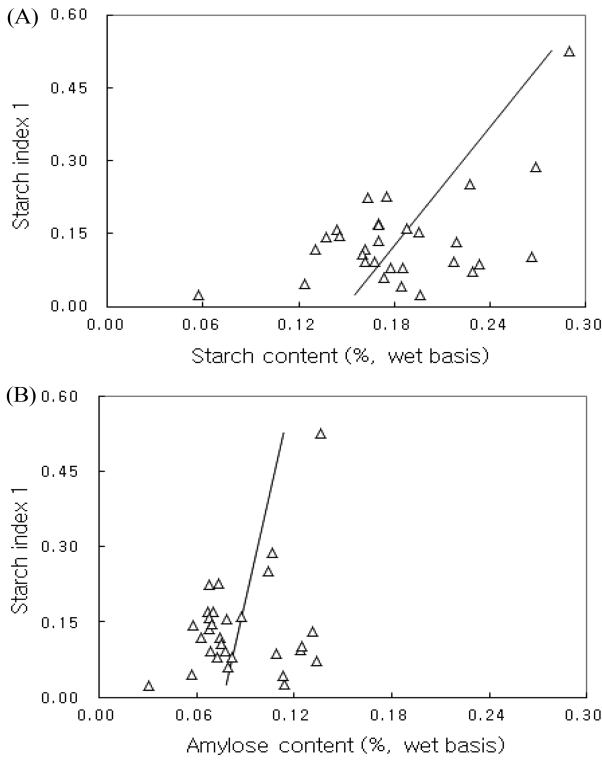 (A)
Starch index 1
0.60
0.45
0.30
0.15
0.00
0.00 0.06 0.12 0.18 0.24 0.30
Starch content (%, wet basis)
(B)
Starch index 1
0.60
0.45
0.30
0.15
0.00
0.00 0.06 0.12 0.18 0.24 0.30
Amylose content (%, wet basis)